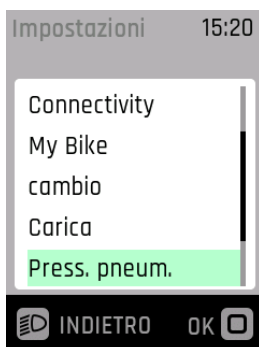 Impostazioni 15:20
Connectivity
My Bike
cambio
Carica
Press. pneum.
INDIETRO OK